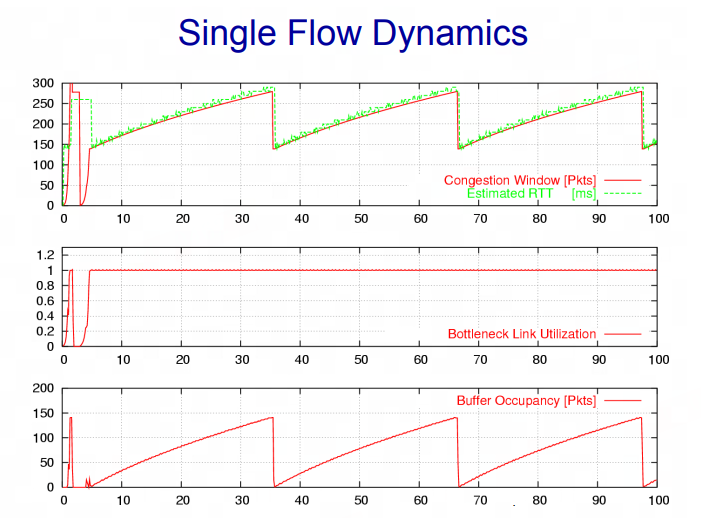 Single Flow Dynamics
300
250
200
150
100
50
0
Congestion Window [Pkts]
Estimated RTT [ms]
0 10 20 30 40 50 60 70 80 90 100
1.2
1
0.8
0.6
0.4
0.2
0
Bottleneck Link Utilization
0 10 20 30 40 50 60 70 80 90 100
200
150
100
50
0
Buffer Occupancy [Pkts]
0 10 20 30 40 50 60 70 80 90 100